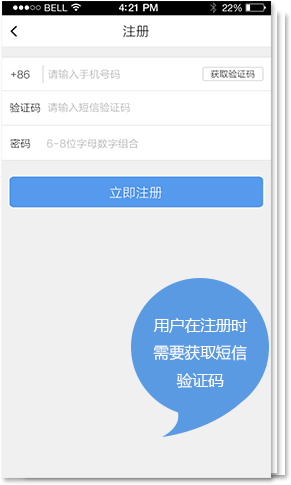 BELL 4:21 PM 22%
注册
+86 请输入手机号码 获取验证码
验证码 请输入短信验证码
密码 6-8位字母数字组合
立即注册
用户在注册时
需要获取短信
验证码